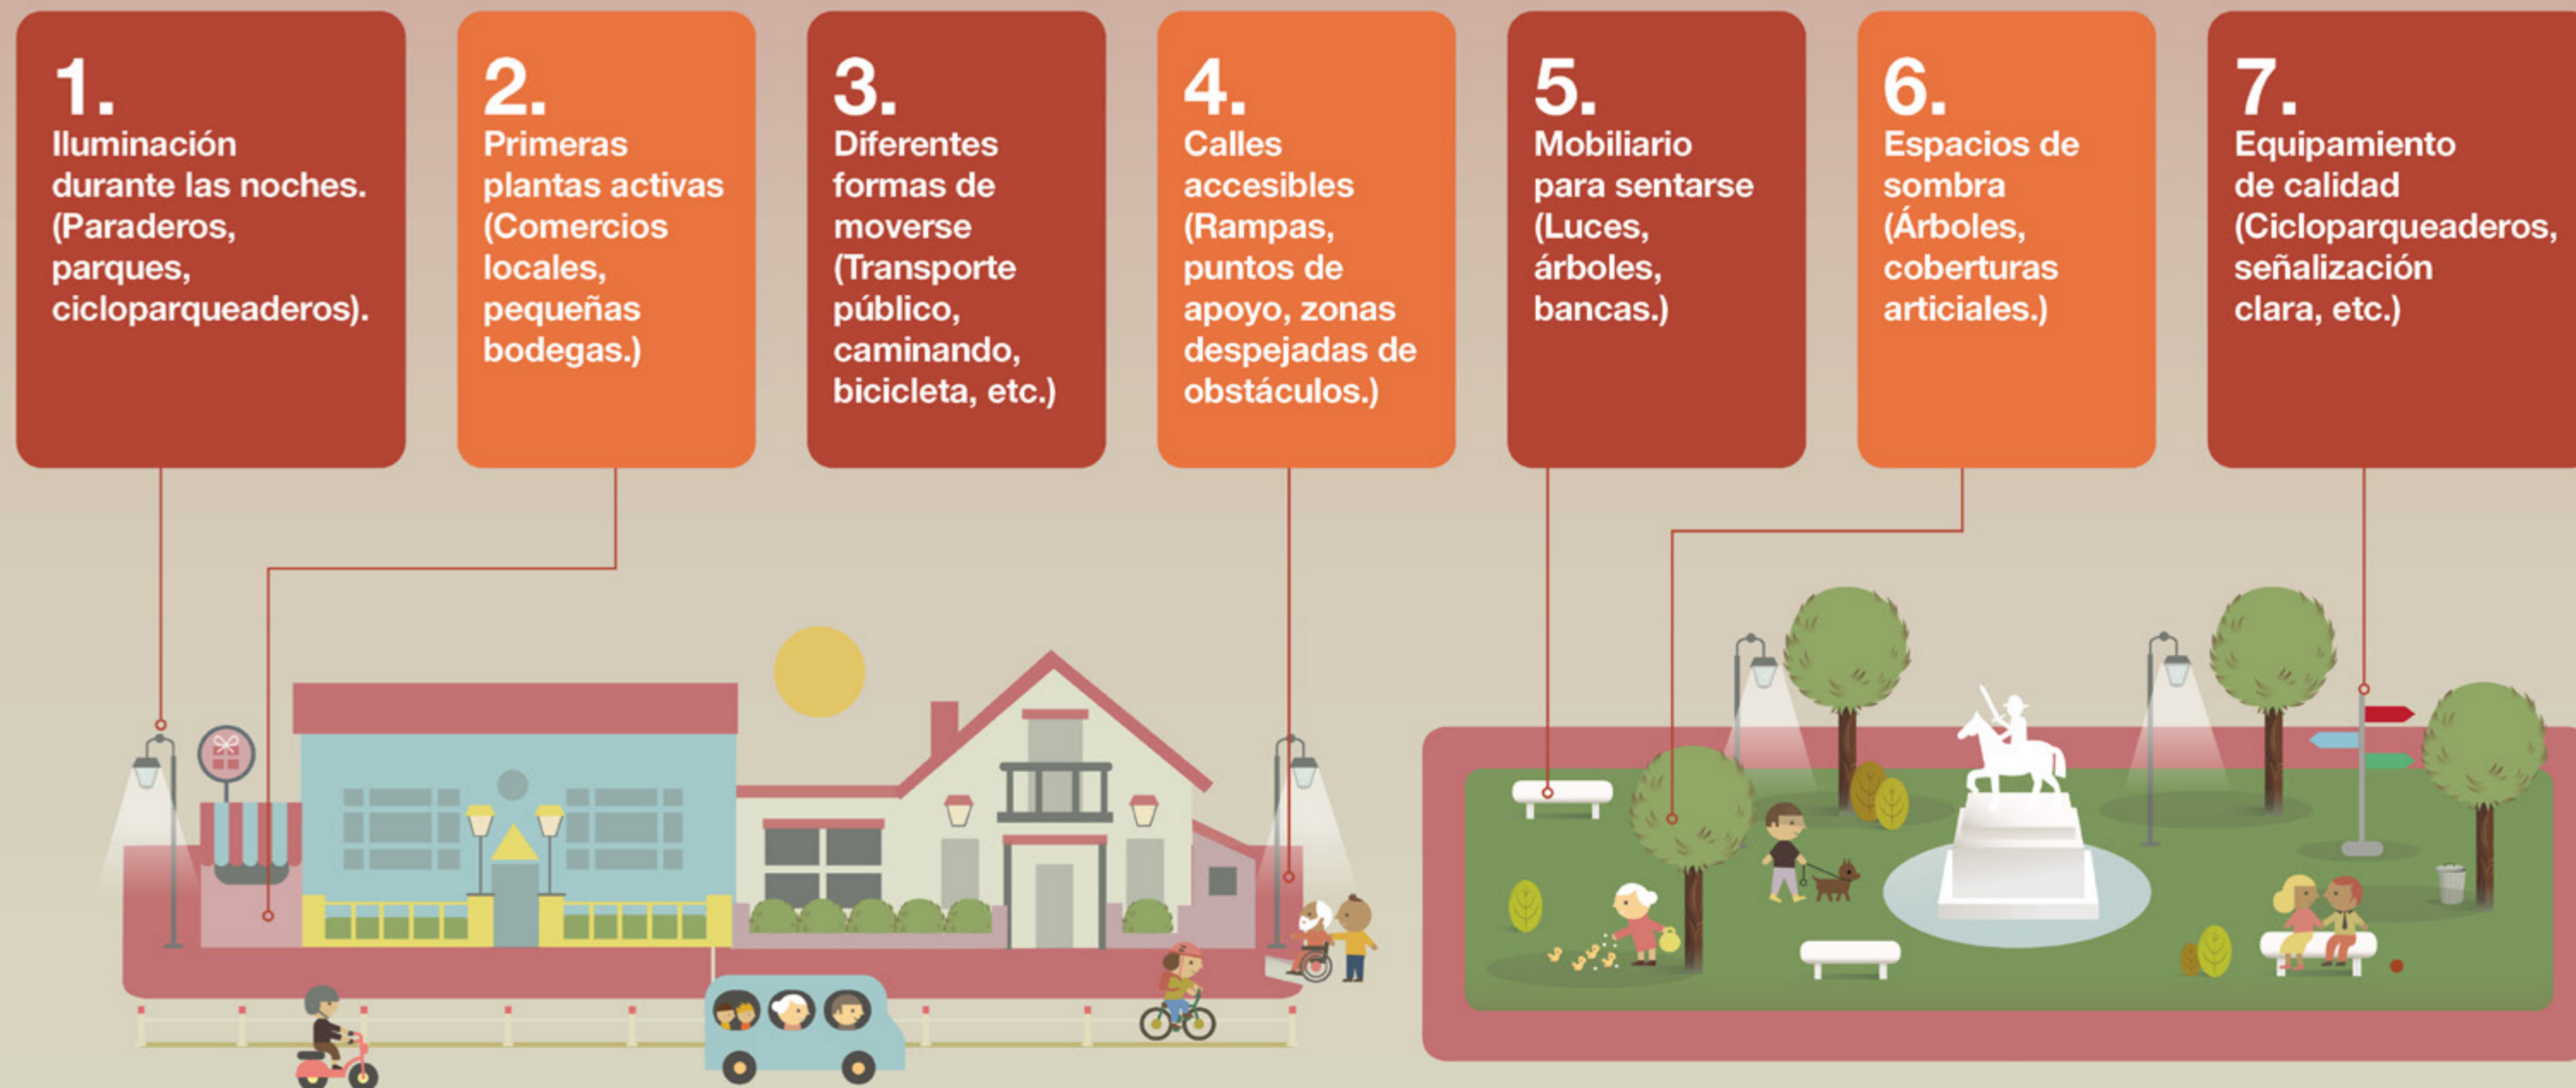 1.
Iluminación
durante las noches.
(Paraderos,
parques,
cicloparqueaderos).
2.
Primeras
plantas activas
(Comercios
locales,
pequeñas
bodegas.)
3.
Diferentes
formas de
moverse
(Transporte
público,
caminando,
bicicleta, etc.)
4.
Calles
accesibles
(Rampas,
puntos de
apoyo, zonas
despejadas de
obstáculos.)
5.
Mobiliario
para sentarse
(Luces,
árboles,
bancas.)
6.
Espacios de
sombra
(Árboles,
coberturas
articiales.)
7.
Equipamiento
de calidad
(Cicloparqueaderos,
señalización
clara, etc.)